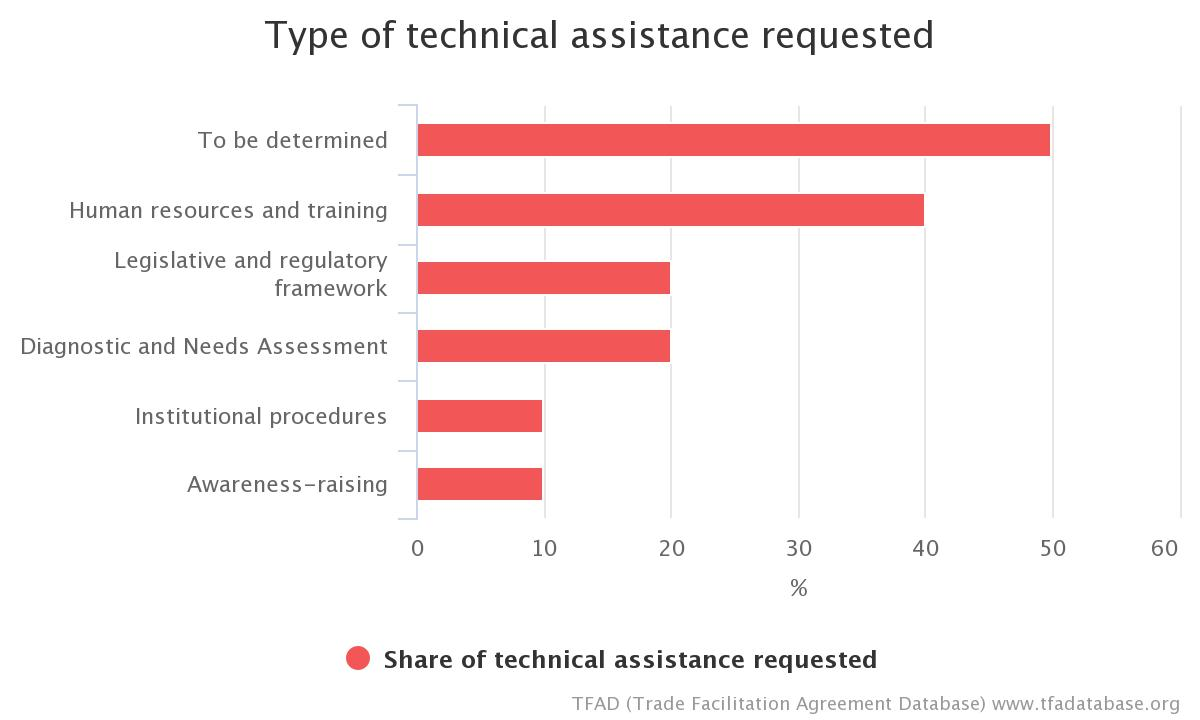 Type of technical assistance requested
To be determined
Human resources and training
Legislative and regulatory
framework
Diagnostic and Needs Assessment
Institutional procedures
Awareness-raising
0 10 20 30 40 50 60
%
Share of technical assistance requested
TFAD (Trade Facilitation Agreement Database) www.tfadatabase.org